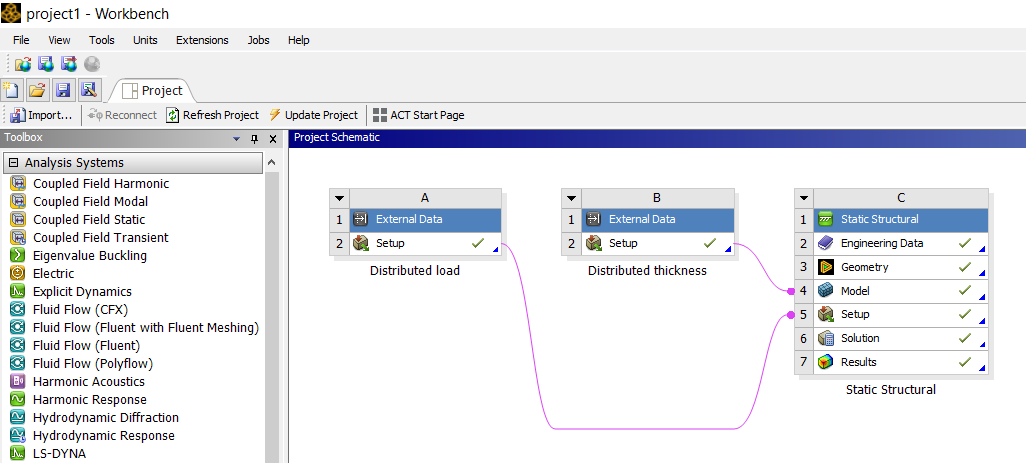 project1 - Workbench
File View Tools Units Extensions Jobs Help
Project
Import... Reconnect Refresh Project Update Project ACT Start Page
Toolbox
Analysis Systems
Coupled Field Harmonic
Coupled Field Modal
Coupled Field Static
Coupled Field Transient
Eigenvalue Buckling
Electric
Explicit Dynamics
Fluid Flow (CFX)
Fluid Flow (Fluent with Fluent Meshing)
Fluid Flow (Fluent)
Fluid Flow (Polyflow)
Harmonic Acoustics
Harmonic Response
Hydrodynamic Diffraction
Hydrodynamic Response
LS-DYNA
Project Schematic
A
1 External Data
2 Setup
Distributed load
B
1 External Data
2 Setup
Distributed thickness
C
1 Static Structural
2 Engineering Data
3 Geometry
4 Model
5 Setup
6 Solution
7 Results
Static Structural